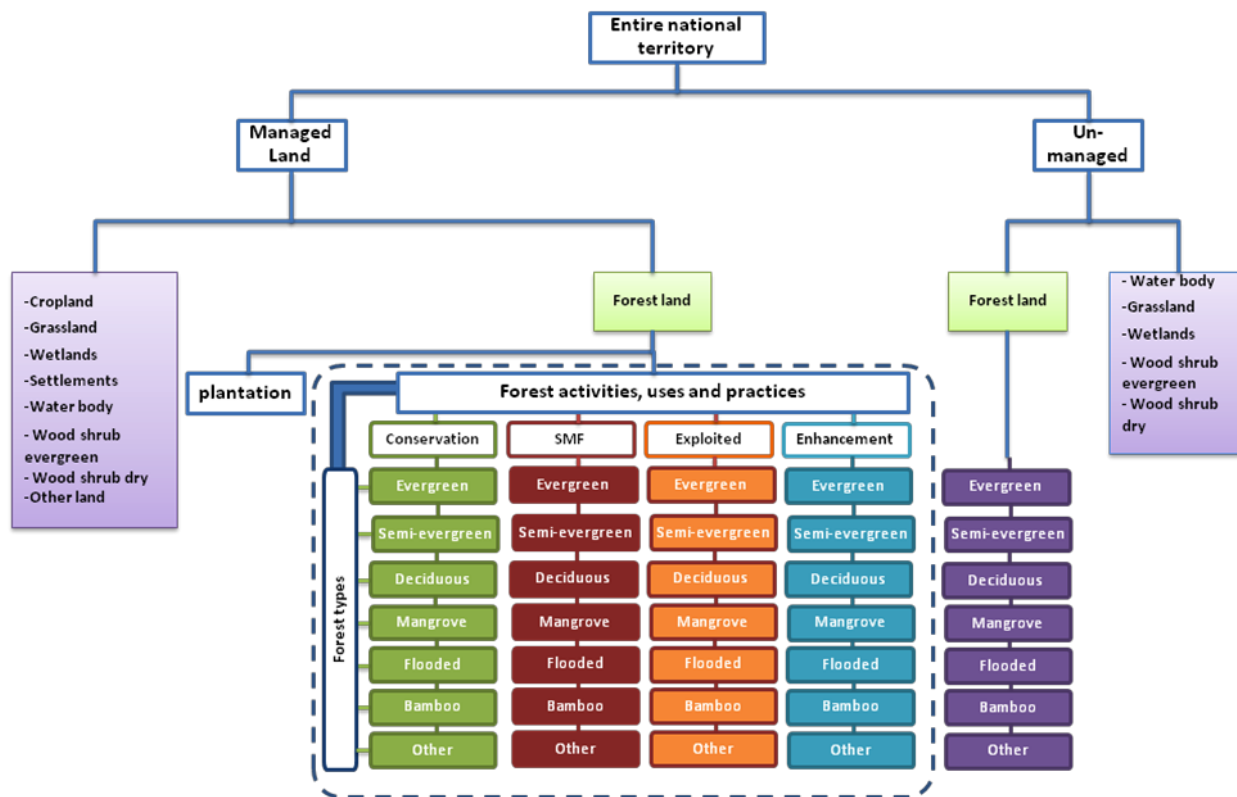 Entire national
territory
Managed
Land
Un-
managed
-Cropland
-Grassland
-Wetlands
-Settlements
-Water body
- Wood shrub
evergreen
- Wood shrub dry
-Other land
Forest land
Forest land
- Water body
-Grassland
-Wetlands
- Wood shrub
evergreen
- Wood shrub
dry
plantation
Forest activities, uses and practices
Forest types
Conservation
SMF
Exploited
Enhancement
Evergreen
Evergreen
Evergreen
Evergreen
Evergreen
Semi-evergreen
Semi-evergreen
Semi-evergreen
Semi-evergreen
Semi-evergreen
Deciduous
Deciduous
Deciduous
Deciduous
Deciduous
Mangrove
Mangrove
Mangrove
Mangrove
Mangrove
Flooded
Flooded
Flooded
Flooded
Flooded
Bamboo
Bamboo
Bamboo
Bamboo
Bamboo
Other
Other
Other
Other
Other